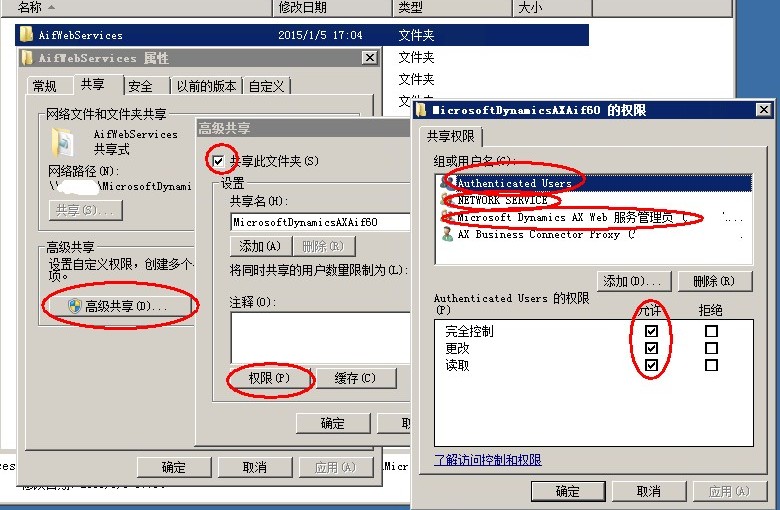 名称 修改日期 类型 大小
AifWebServices 2015/1/5 17:04 文件夹
文件夹
文件夹
文件夹
AifWebServices 属性
常规 共享 安全 以前的版本 自定义
网络文件和文件夹共享
AifWebServices
共享式
网络路径(N):
\\ \MicrosoftDynami
共享(S)...
高级共享
设置自定义权限，创建多个
项。
高级共享(D)...
确定 取消 应用(A)
高级共享
共享此文件夹(S)
设置
共享名(H):
MicrosoftDynamicsAXAif60
添加(A) 删除(R)
将同时共享的用户数量限制为(L):
注释(O):
权限(P) 缓存(C)
确定
MicrosoftDynamicsAXAif60 的权限
共享权限
组或用户名(G):
Authenticated Users
NETWORK SERVICE
Microsoft Dynamics AX Web 服务管理员 (
AX Business Connector Proxy (
添加(D)... 删除(R)
Authenticated Users 的权限
(P) 允许 拒绝
完全控制
更改
读取
了解访问控制和权限
确定 取消 应用(A)